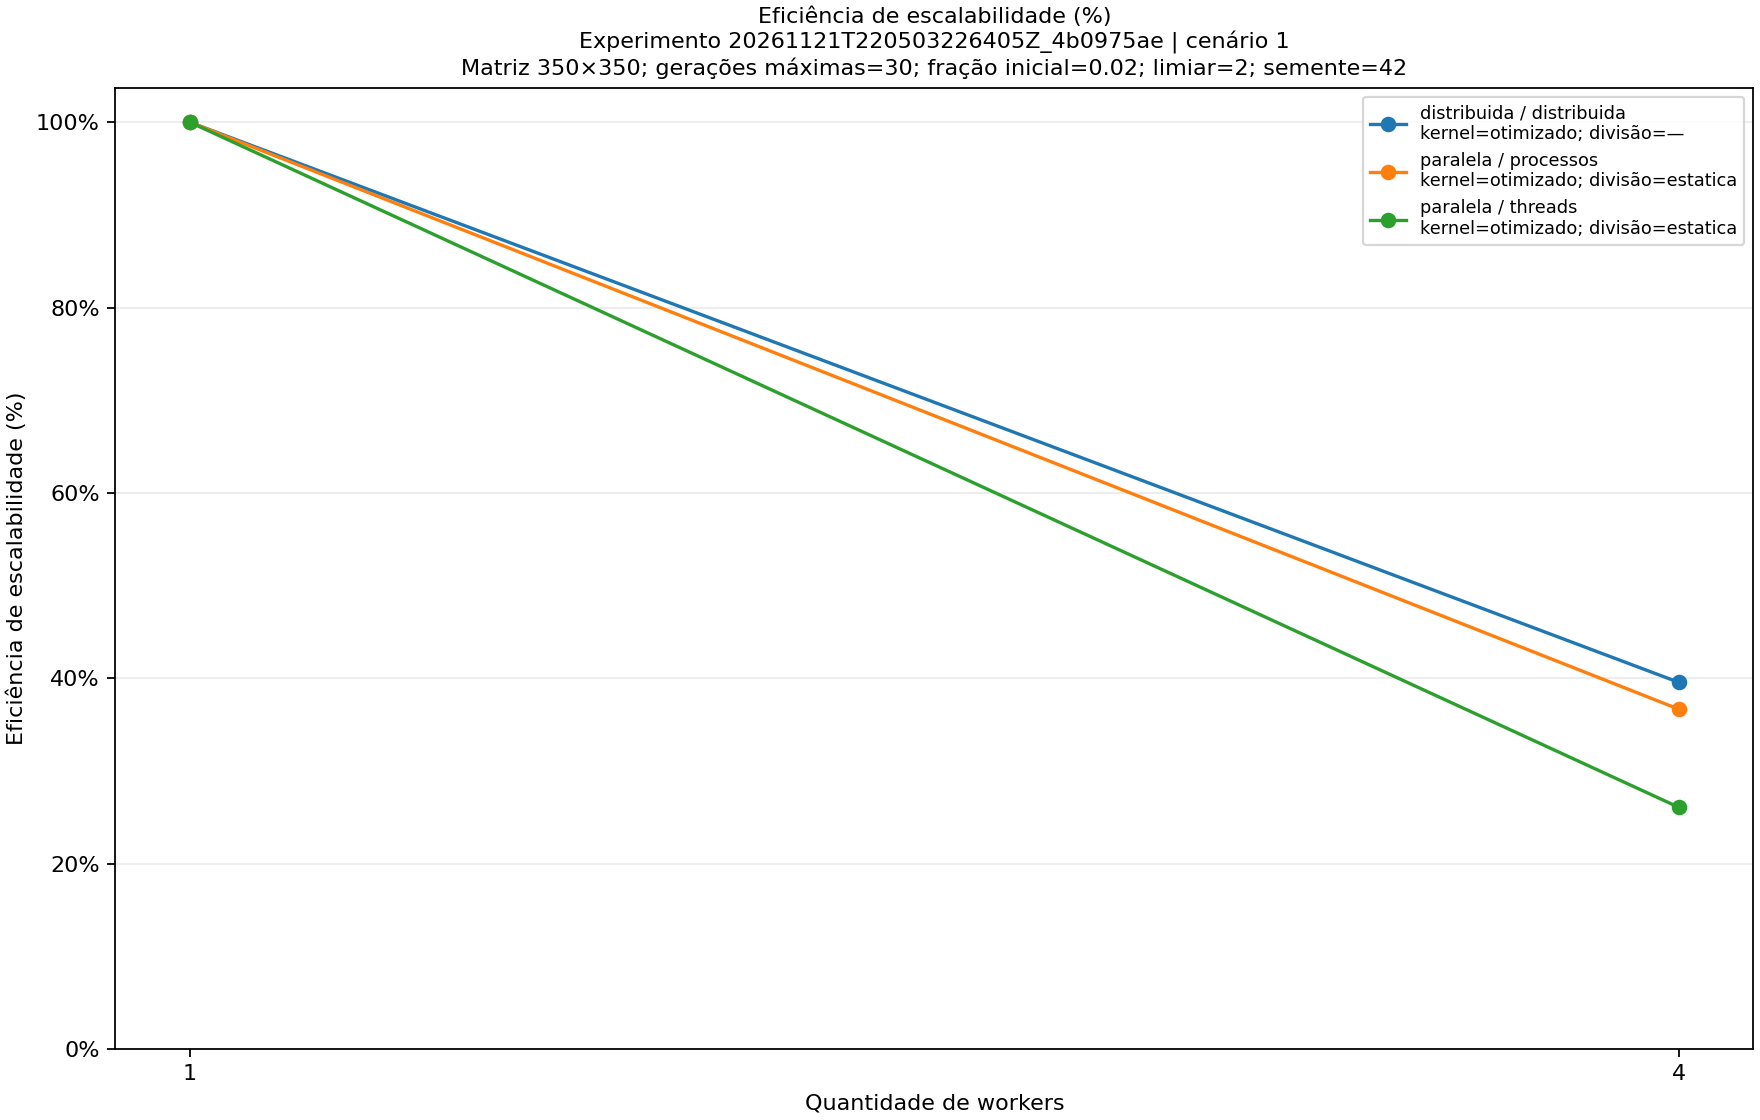 Eficiência de escalabilidade (%)
Experimento 20261121T220503226405Z_4b0975ae | cenário 1
Matriz 350×350; gerações máximas=30; fração inicial=0.02; limiar=2; semente=42
distribuida / distribuida
kernel=otimizado; divisão=—
paralela / processos
kernel=otimizado; divisão=estatica
paralela / threads
kernel=otimizado; divisão=estatica
Eficiência de escalabilidade (%)
100%
80%
60%
40%
20%
0%
1
4
Quantidade de workers